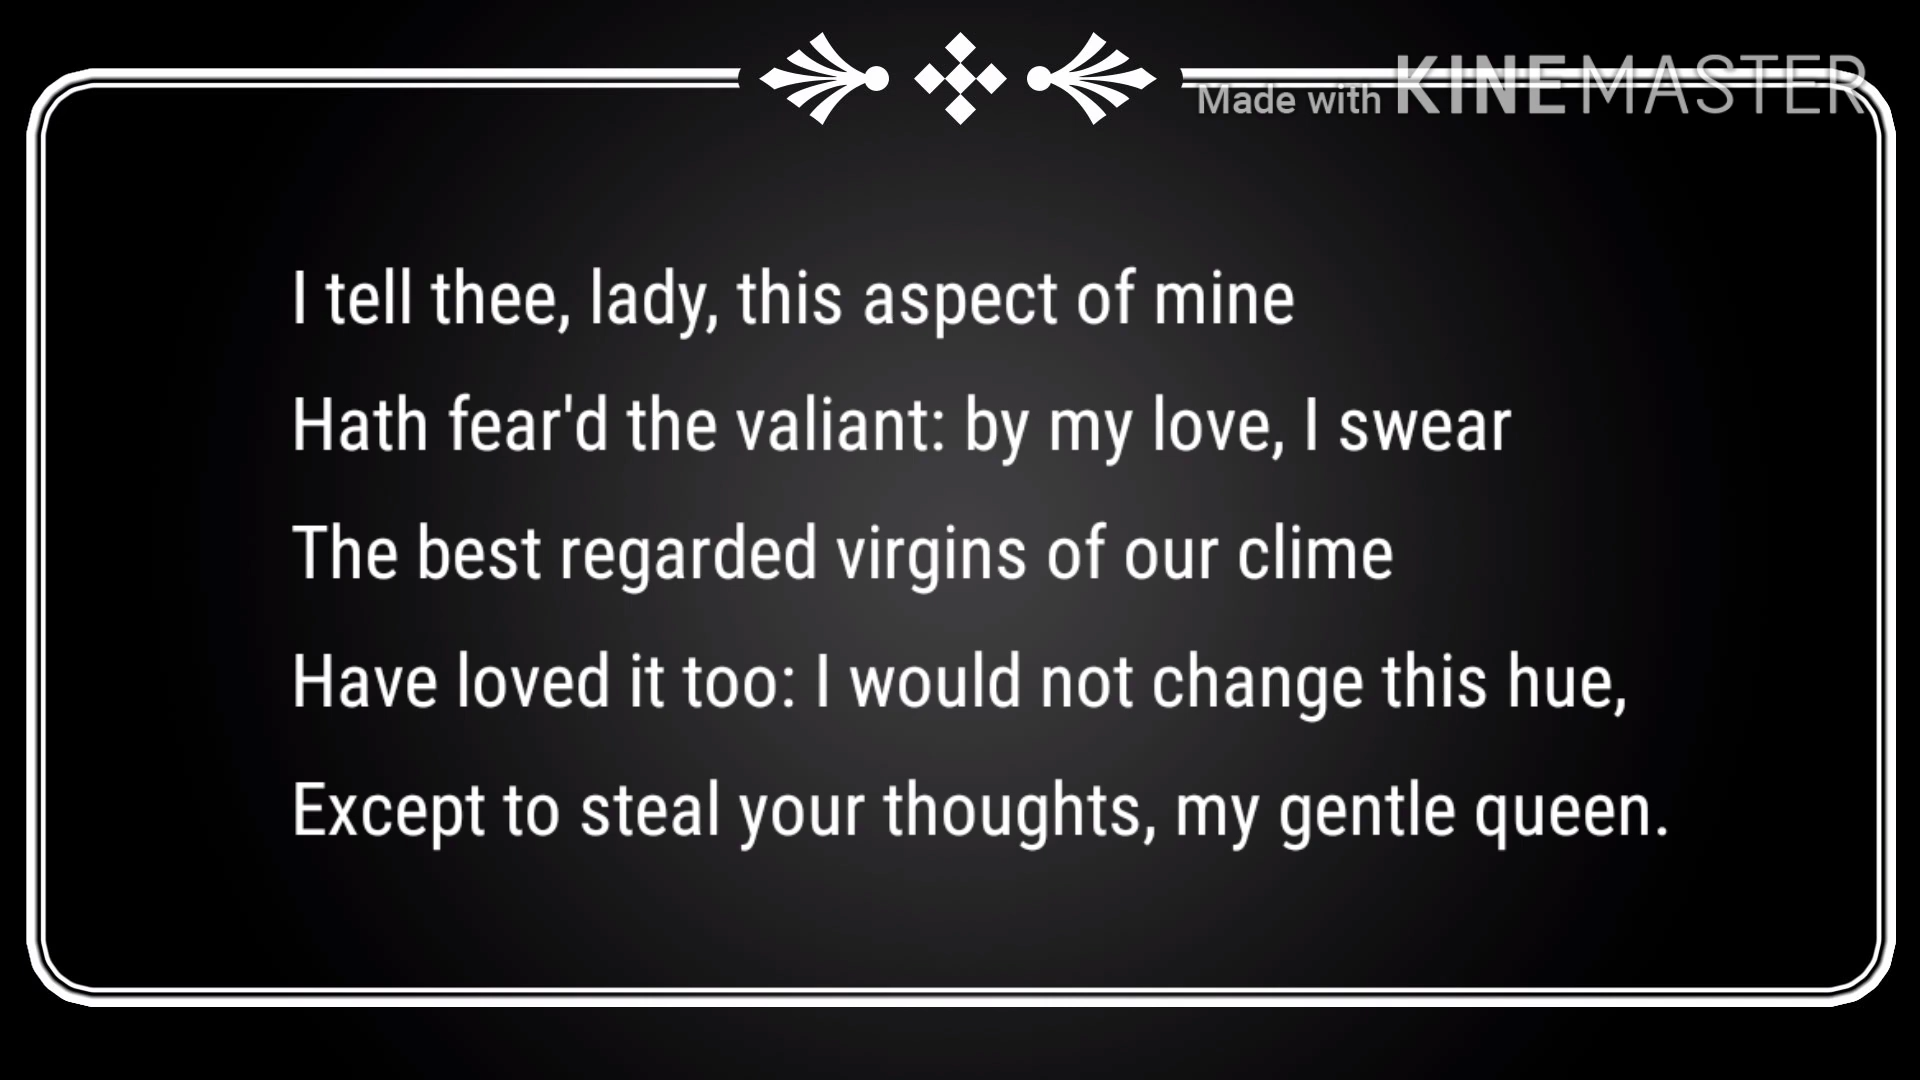 Made with KINEMASTER
I tell thee, lady, this aspect of mine
Hath fear'd the valiant: by my love, I swear
The best regarded virgins of our clime
Have loved it too: I would not change this hue,
Except to steal your thoughts, my gentle queen.